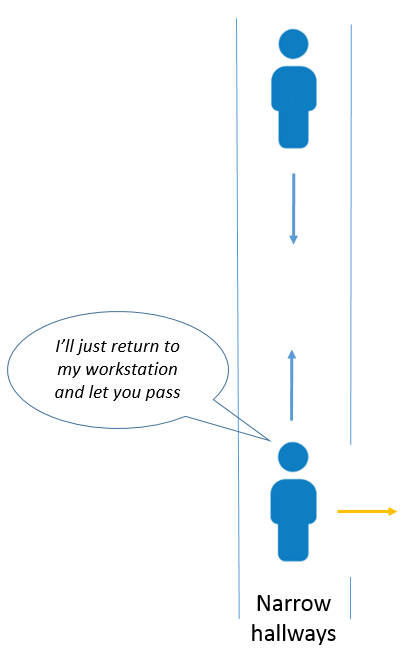 I'll just return to
my workstation
and let you pass
Narrow
hallways